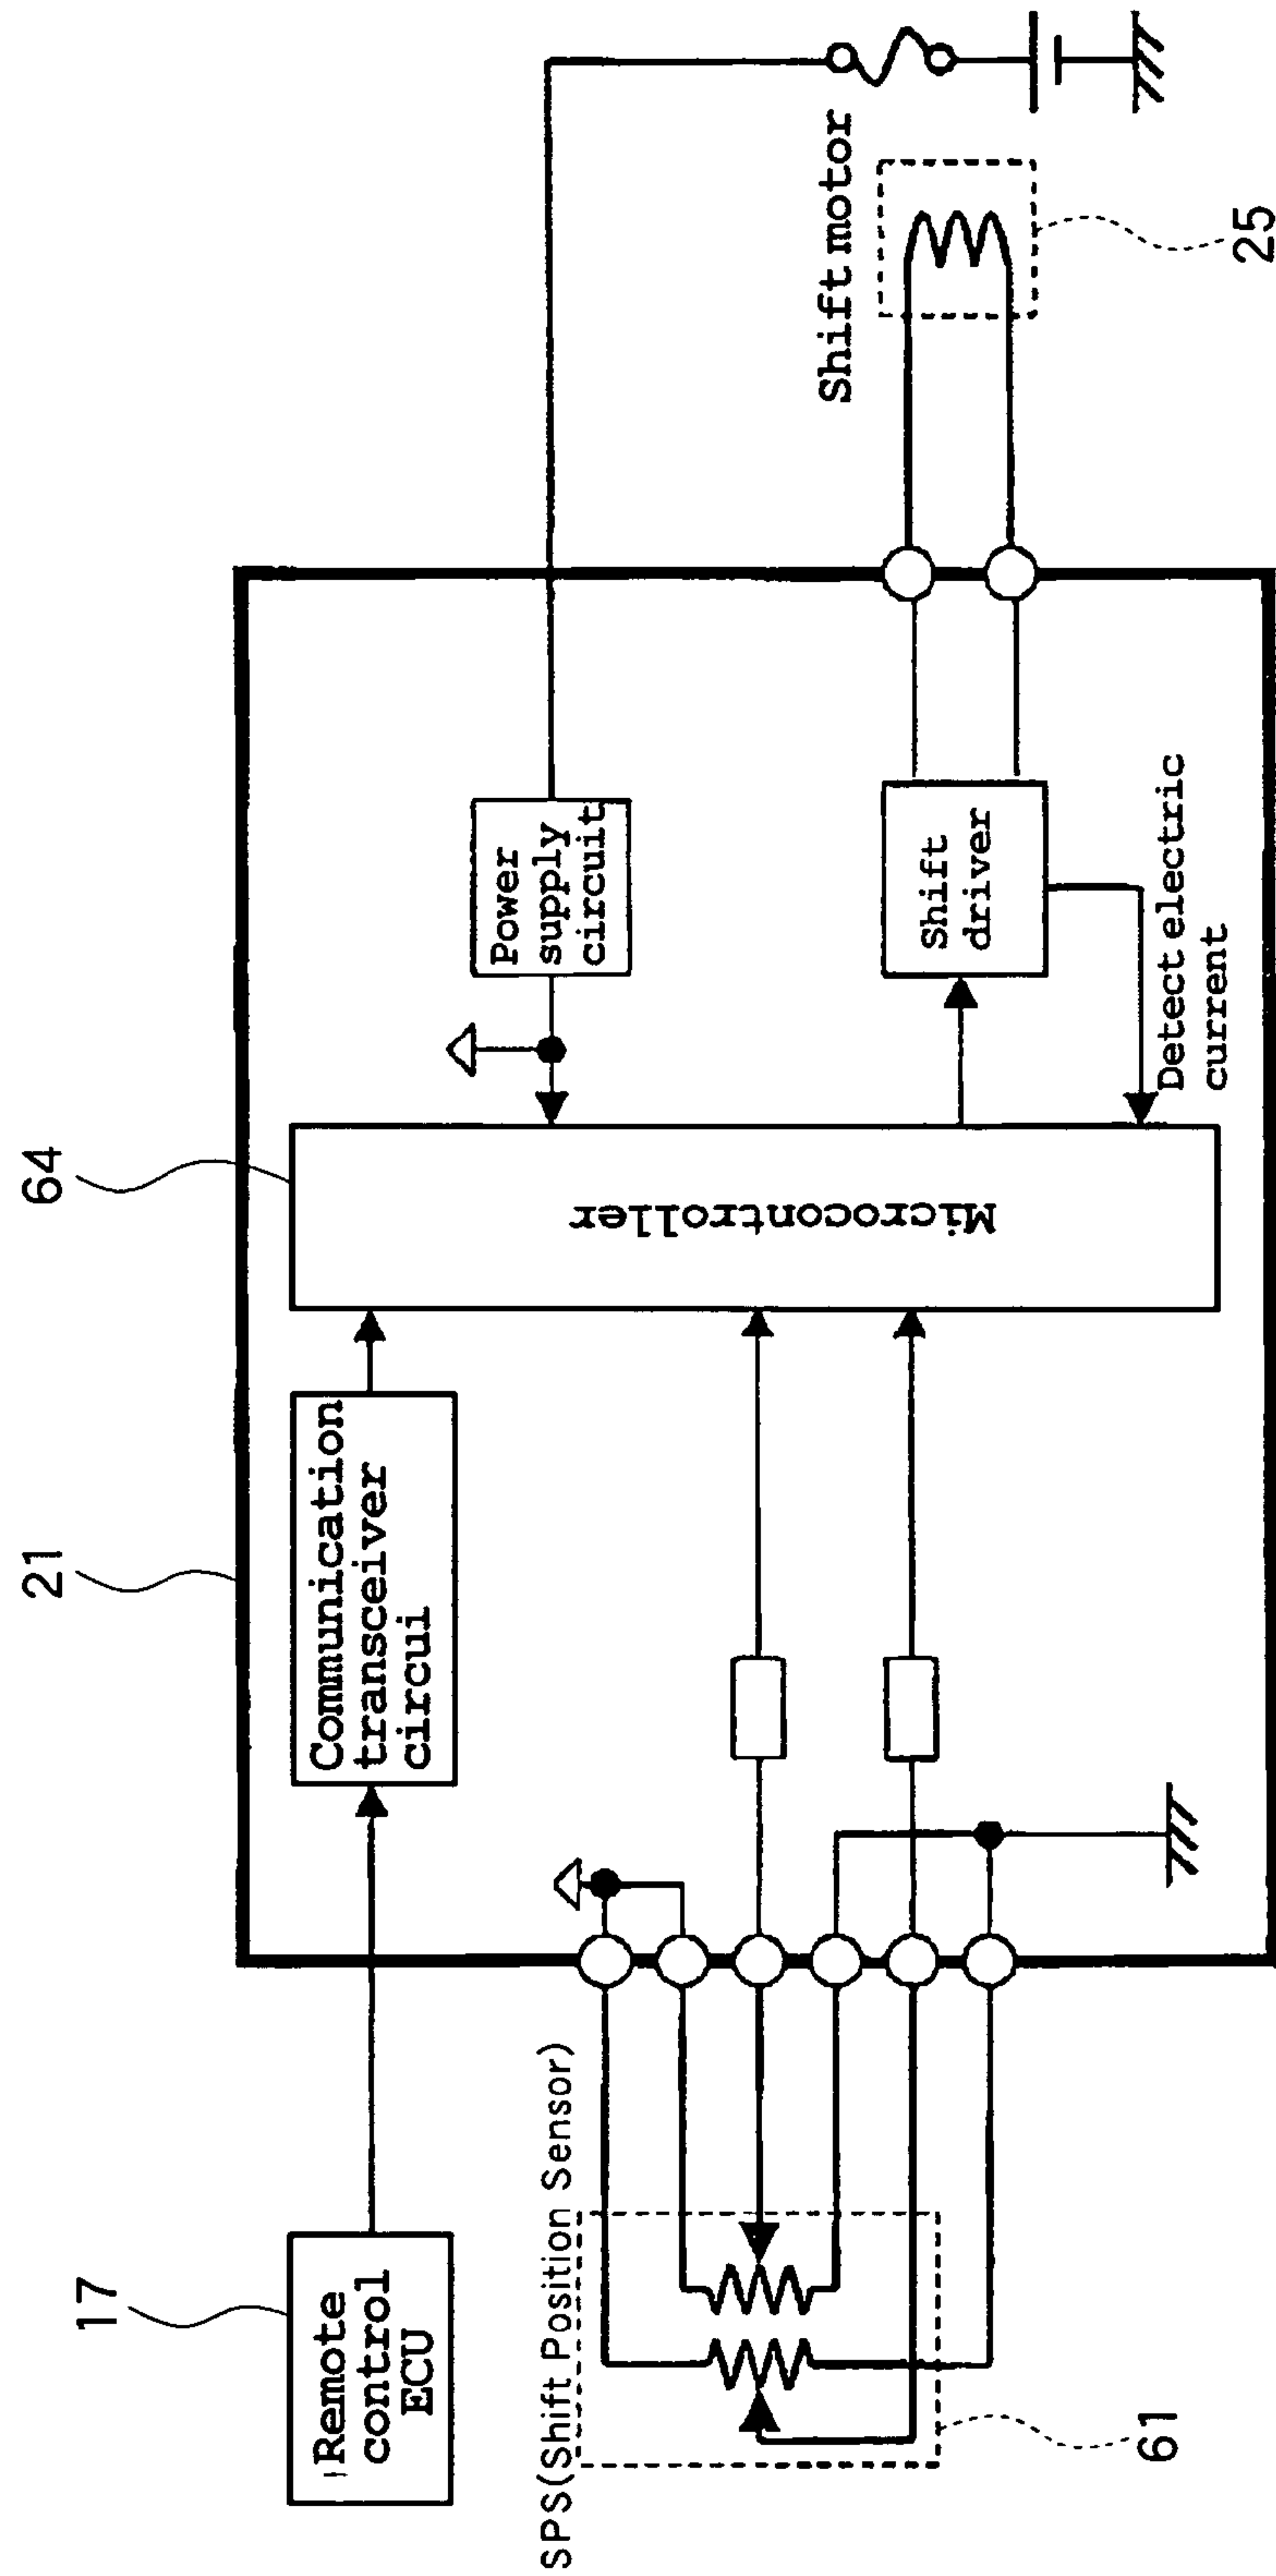 17
Remote
control
ECU
21
Communication
transceiver
circui
64
Microcontroller
Power
supply
circuit
SPS(Shift Position Sensor)
61
Shift
driver
Detect electric
current
Shift motor
25